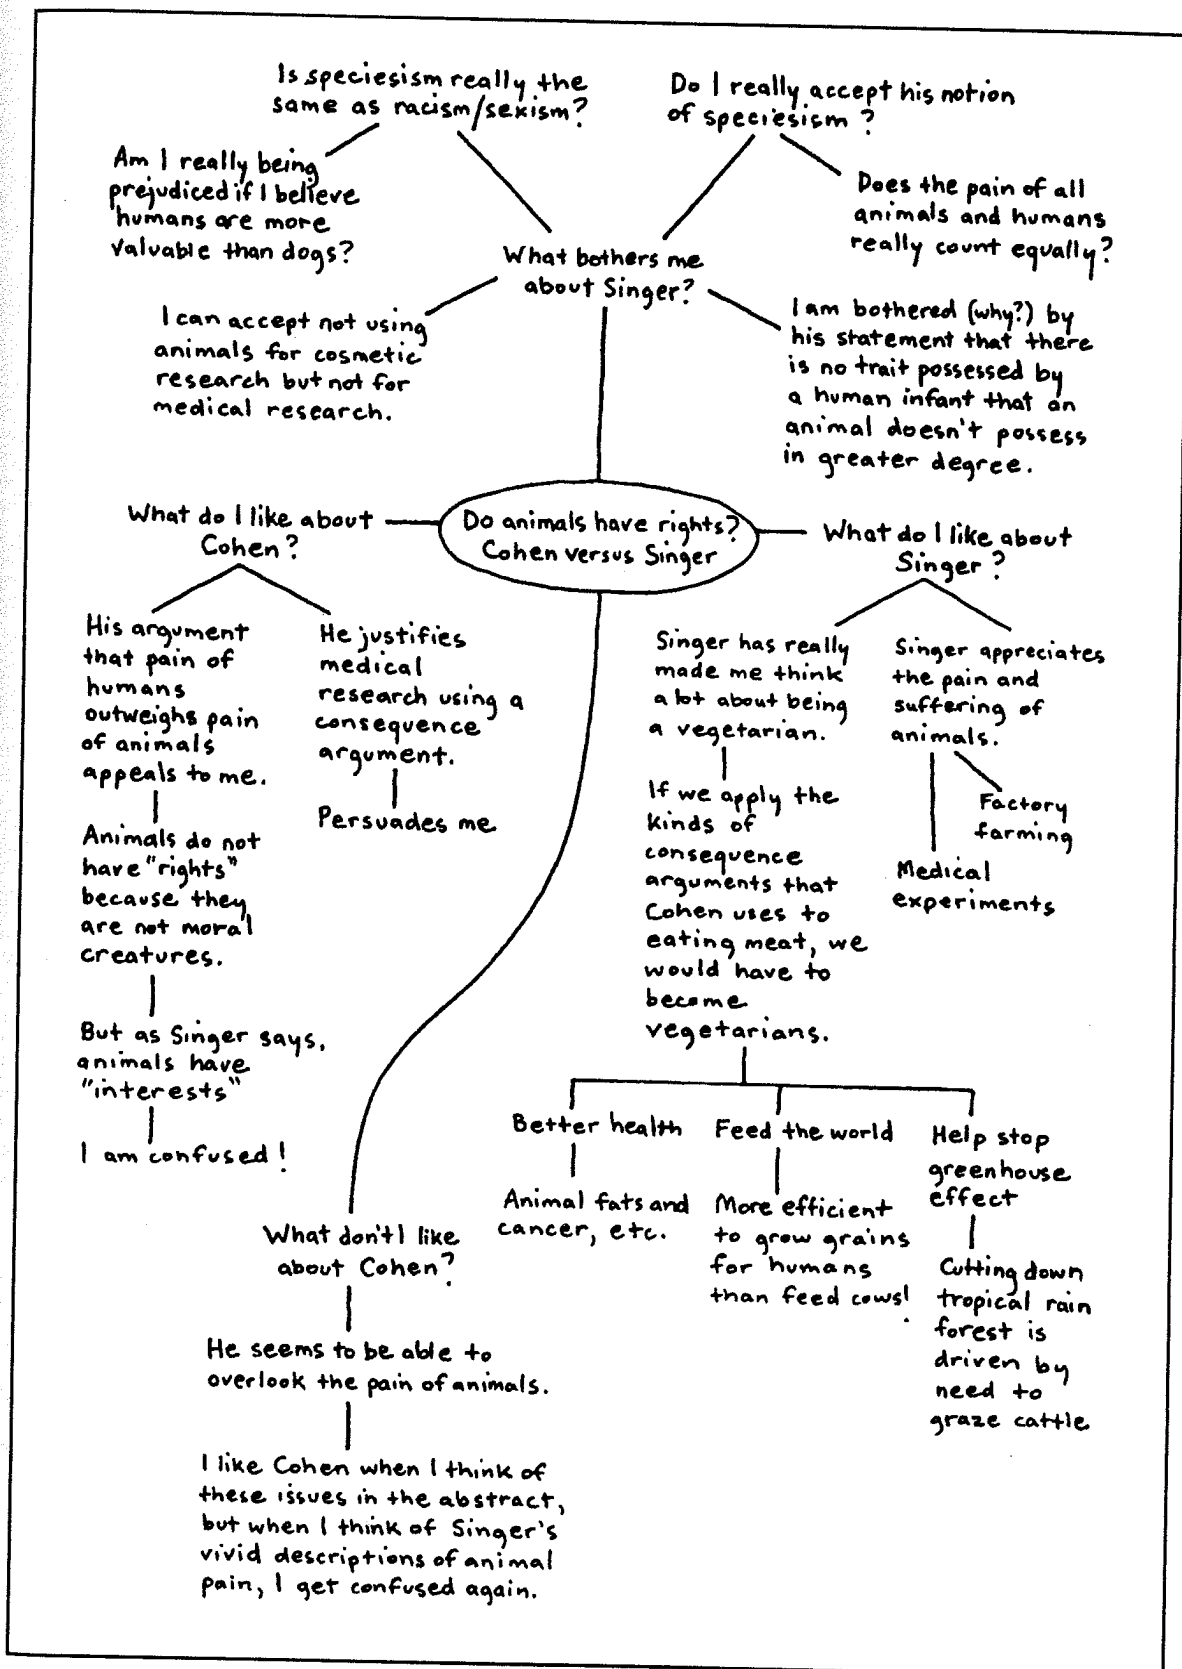 Is speciesism really the
same as racism/sexism?
Do I really accept his notion
of speciesism?
Am I really being
prejudiced if I believe
humans are more
valuable than dogs?
Does the pain of all
animals and humans
really count equally?
What bothers me
about Singer?
I can accept not using
animals for cosmetic
research but not for
medical research.
I am bothered (why?) by
his statement that there
is no trait possessed by
a human infant that an
animal doesn't possess
in greater degree.
Do animals have rights?
Cohen versus Singer
What do I like about
Cohen?
His argument
that pain of
humans
outweighs pain
of animals
appeals to me.
Animals do not
have "rights"
because they
are not moral
creatures.
But as Singer says,
animals have
"interests"
I am confused!
He justifies
medical
research using a
consequence
argument.
Persuades me
What do I like about
Singer?
Singer has really
made me think
a lot about being
a vegetarian.
If we apply the
kinds of
consequence
arguments that
Cohen uses to
eating meat, we
would have to
become
vegetarians.
Better health
Animal fats and
cancer, etc.
Feed the world
More efficient
to grow grains
for humans
than feed cows!
Help stop
greenhouse
effect
Cutting down
tropical rain
forest is
driven by
need to
graze cattle
Singer appreciates
the pain and
suffering of
animals.
Factory
farming
Medical
experiments
What don't I like
about Cohen?
He seems to be able to
overlook the pain of animals.
I like Cohen when I think of
these issues in the abstract,
but when I think of Singer's
vivid descriptions of animal
pain, I get confused again.